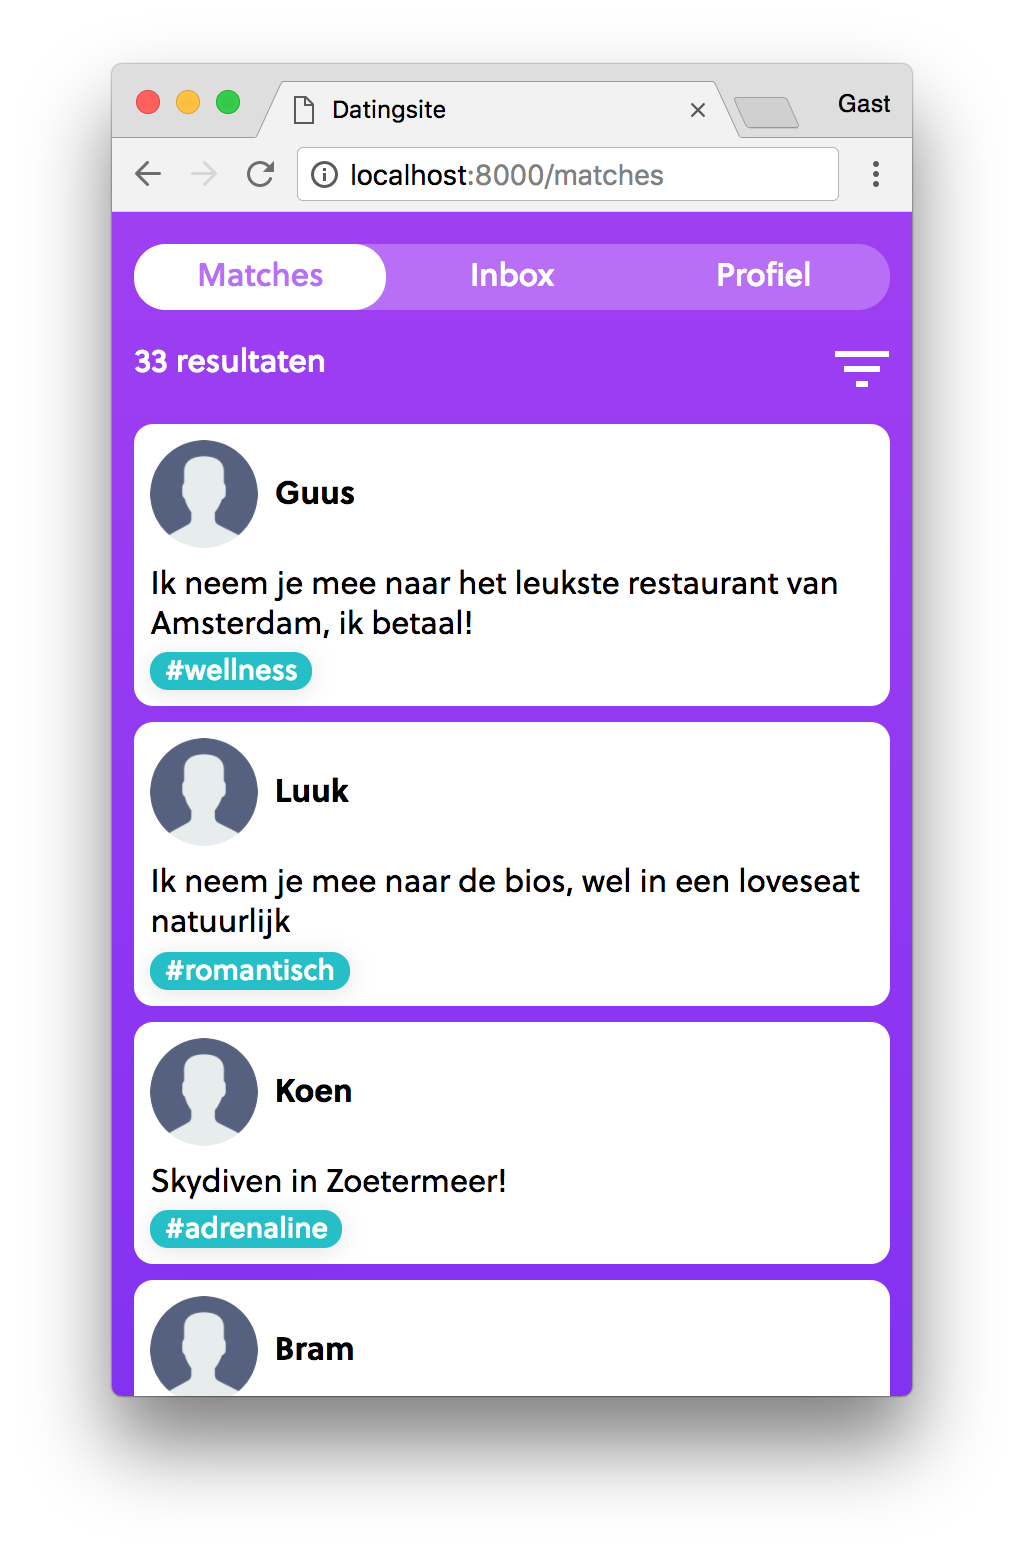 Datingsite
Gast
localhost:8000/matches
Matches
Inbox
Profiel
33 resultaten
Guus
Ik neem je mee naar het leukste restaurant van
Amsterdam, ik betaal!
#wellness
Luuk
Ik neem je mee naar de bios, wel in een loveseat
natuurlijk
#romantisch
Koen
Skydiven in Zoetermeer!
#adrenaline
Bram